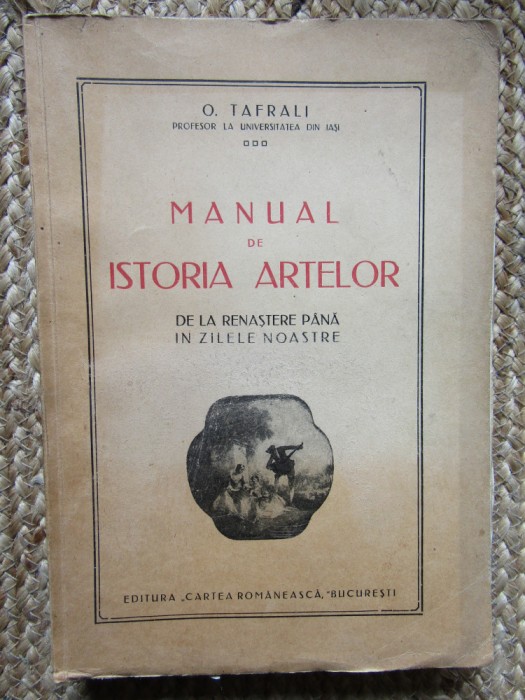 O. TAFRALI
PROFESOR LA UNIVERSITATEA DIN IAȘI
MANUAL
DE
ISTORIA ARTELOR
DE LA RENAȘTERE PÂNĂ
IN ZILELE NOASTRE
EDITURA „CARTEA ROMÂNEASCĂ,“ BUCUREȘTI